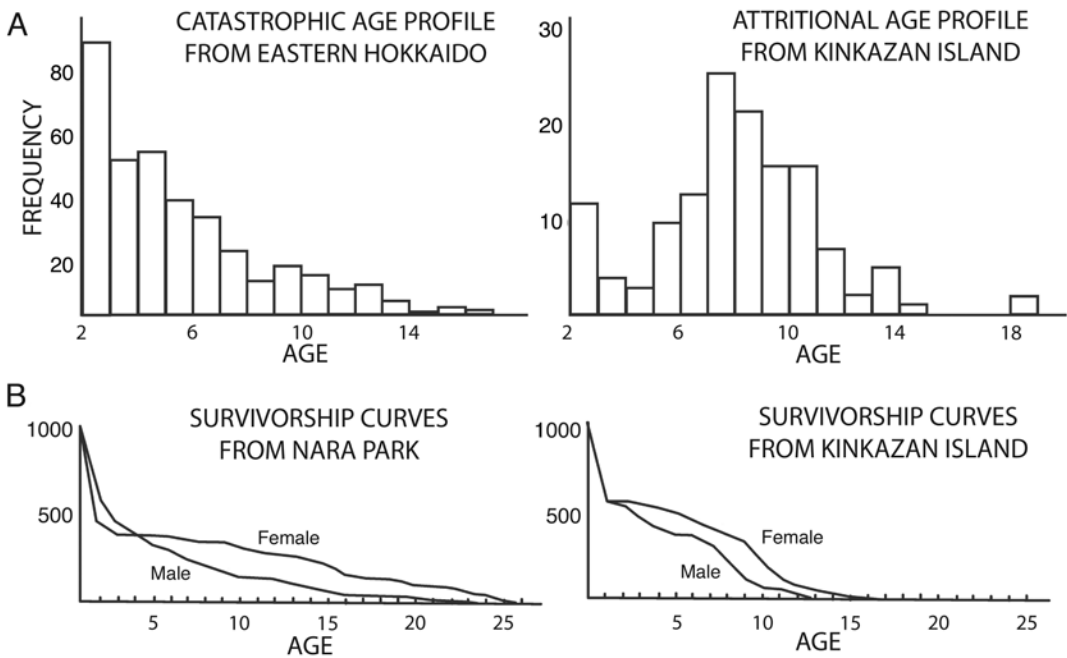 A
CATASTROPHIC AGE PROFILE
FROM EASTERN HOKKAIDO
FREQUENCY
80
60
40
20
2 6 10 14
AGE
ATTRITIONAL AGE PROFILE
FROM KINKAZAN ISLAND
30
20
10
2 6 10 14 18
AGE
B
SURVIVORSHIP CURVES
FROM NARA PARK
1000
500
Female
Male
5 10 15 20 25
AGE
SURVIVORSHIP CURVES
FROM KINKAZAN ISLAND
1000
500
Female
Male
5 10 15 20 25
AGE